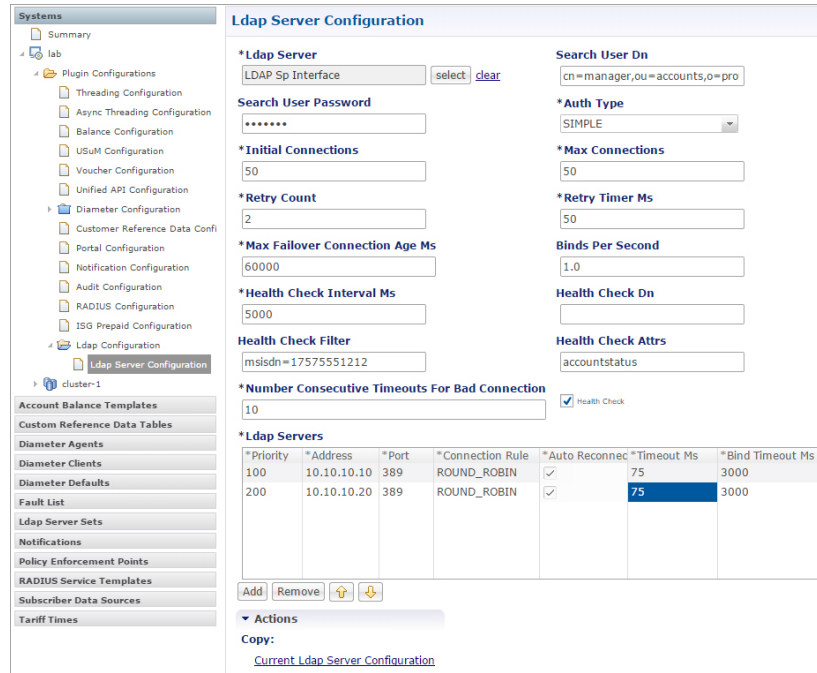 Systems
Summary
lab
Plugin Configurations
Threading Configuration
Async Threading Configuration
Balance Configuration
USuM Configuration
Voucher Configuration
Unified API Configuration
Diameter Configuration
Customer Reference Data Confi
Portal Configuration
Notification Configuration
Audit Configuration
RADIUS Configuration
ISG Prepaid Configuration
Ldap Configuration
Ldap Server Configuration
cluster-1
Account Balance Templates
Custom Reference Data Tables
Diameter Agents
Diameter Clients
Diameter Defaults
Fault List
Ldap Server Sets
Notifications
Policy Enforcement Points
RADIUS Service Templates
Subscriber Data Sources
Tariff Times
Ldap Server Configuration
*Ldap Server Search User Dn
LDAP Sp Interface select clear cn=manager,ou=accounts,o=pro
Search User Password *Auth Type
••••••• SIMPLE
*Initial Connections *Max Connections
50 50
*Retry Count *Retry Timer Ms
2 50
*Max Failover Connection Age Ms Binds Per Second
60000 1.0
*Health Check Interval Ms Health Check Dn
5000
Health Check Filter Health Check Attrs
msisdn=17575551212 accountstatus
*Number Consecutive Timeouts For Bad Connection
10 Health Check
*Ldap Servers
*Priority *Address *Port *Connection Rule *Auto Reconnec *Timeout Ms *Bind Timeout Ms
100 10.10.10.10 389 ROUND_ROBIN 75 3000
200 10.10.10.20 389 ROUND_ROBIN 75 3000
Add Remove
Actions
Copy:
Current Ldap Server Configuration